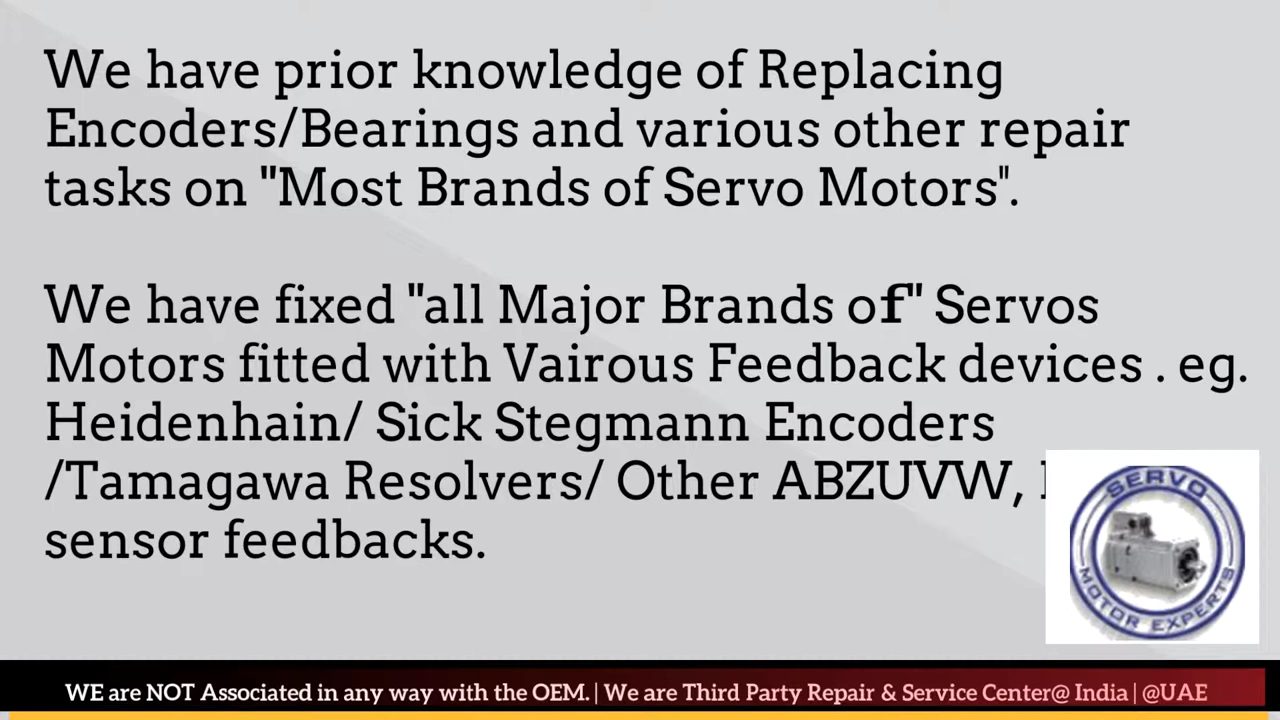 We have prior knowledge of Replacing
Encoders/Bearings and various other repair
tasks on "Most Brands of Servo Motors".
We have fixed "all Major Brands of" Servos
Motors fitted with Vairous Feedback devices . eg.
Heidenhain/ Sick Stegmann Encoders
/Tamagawa Resolvers/ Other ABZUVW,
sensor feedbacks.
SERVO
MOTOR EXPERTS
WE are NOT Associated in any way with the OEM. | We are Third Party Repair & Service Center@ India | @UAE